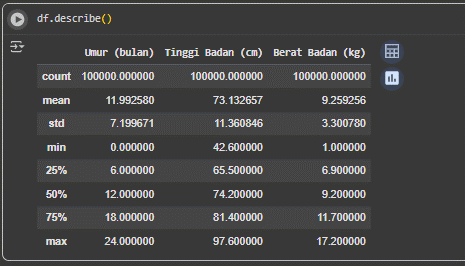 df.describe()
Umur (bulan) Tinggi Badan (cm) Berat Badan (kg)
count 100000.000000 100000.000000 100000.000000
mean 11.992580 73.132657 9.259256
std 7.199671 11.360846 3.300780
min 0.000000 42.600000 1.000000
25% 6.000000 65.500000 6.900000
50% 12.000000 74.200000 9.200000
75% 18.000000 81.400000 11.700000
max 24.000000 97.600000 17.200000